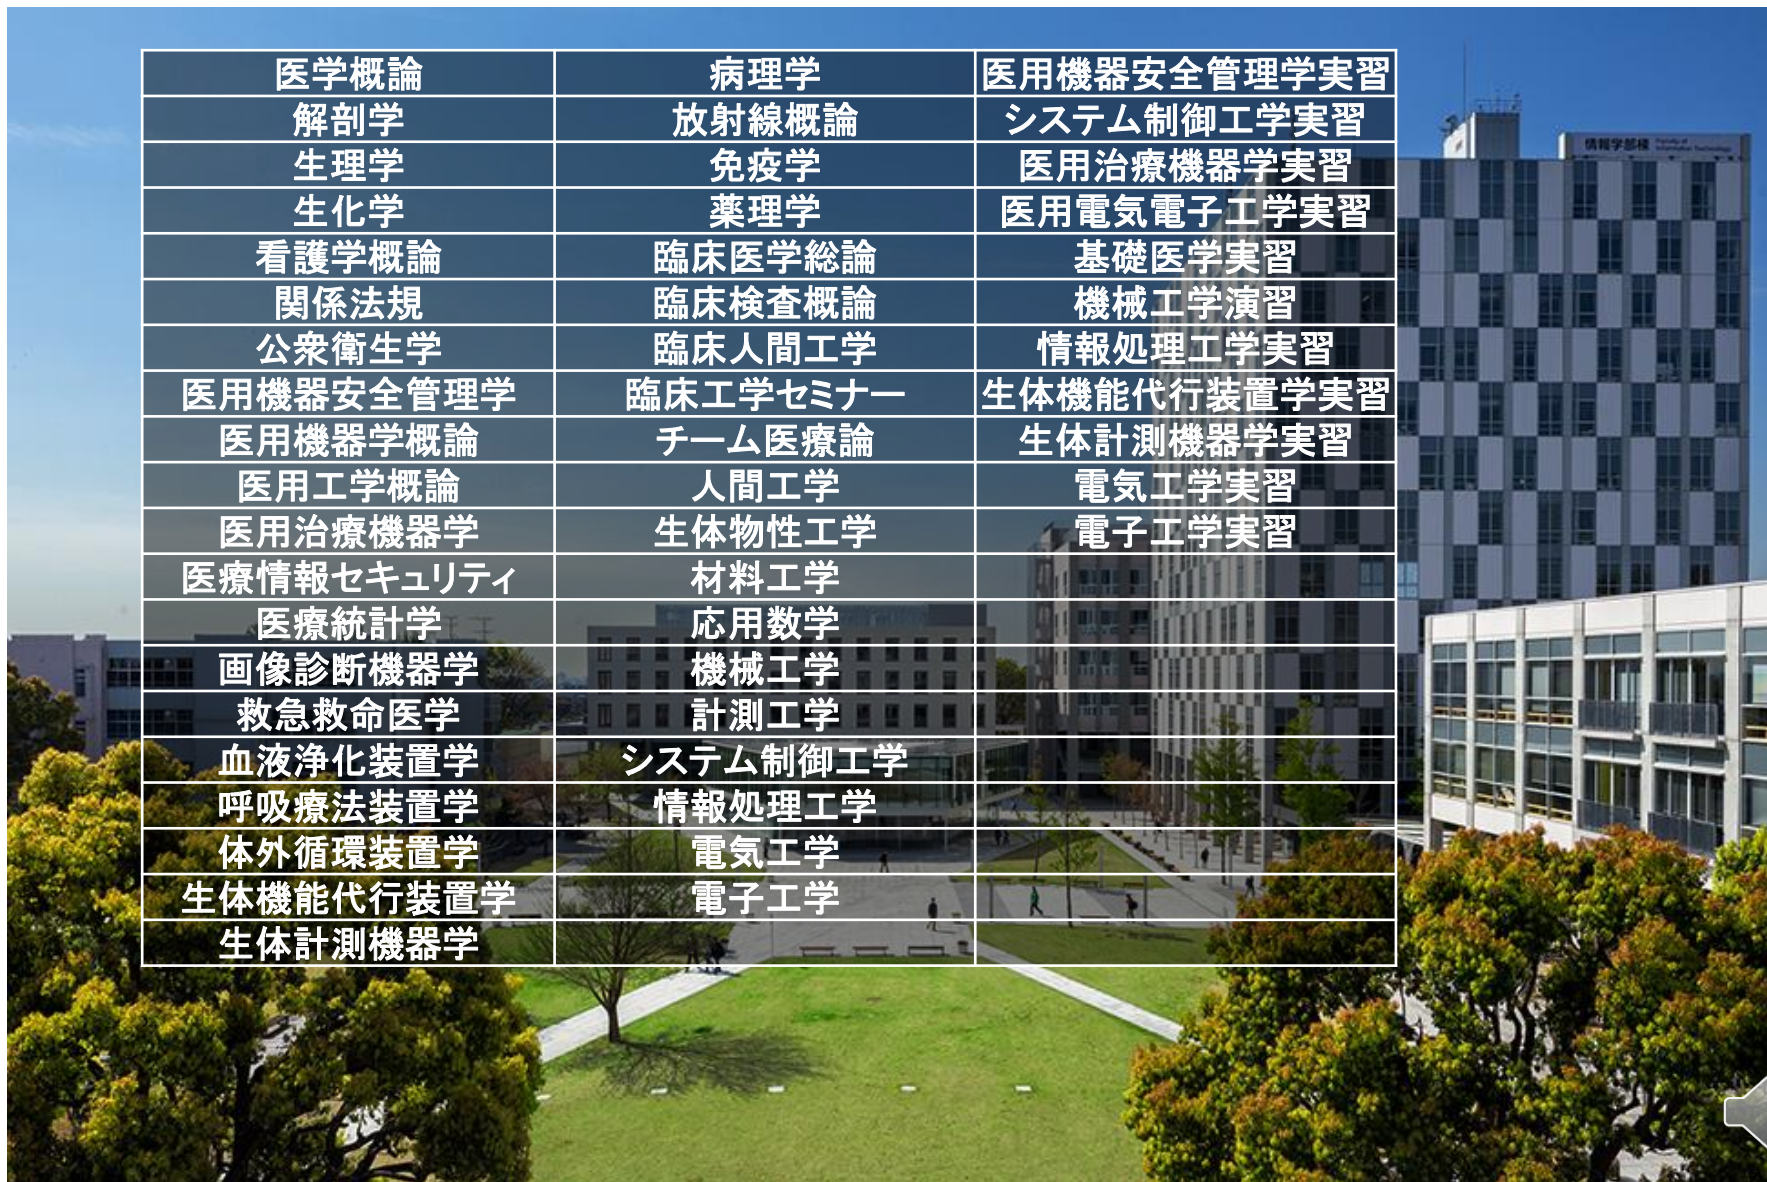 医学概論 病理学 医用機器安全管理学実習
解剖学 放射線概論 システム制御工学実習
生理学 免疫学 医用治療機器学実習
生化学 薬理学 医用電気電子工学実習
看護学概論 臨床医学総論 基礎医学実習
関係法規 臨床検査概論 機械工学演習
公衆衛生学 臨床人間工学 情報処理工学実習
医用機器安全管理学 臨床工学セミナー 生体機能代行装置学実習
医用機器学概論 チーム医療論 生体計測機器学実習
医用工学概論 人間工学 電気工学実習
医用治療機器学 生体物性工学 電子工学実習
医療情報セキュリティ 材料工学
医療統計学 応用数学
画像診断機器学 機械工学
救急救命医学 計測工学
血液浄化装置学 システム制御工学
呼吸療法装置学 情報処理工学
体外循環装置学 電気工学
生体機能代行装置学 電子工学
生体計測機器学
情報学部棟 Faculty of
Information Technology